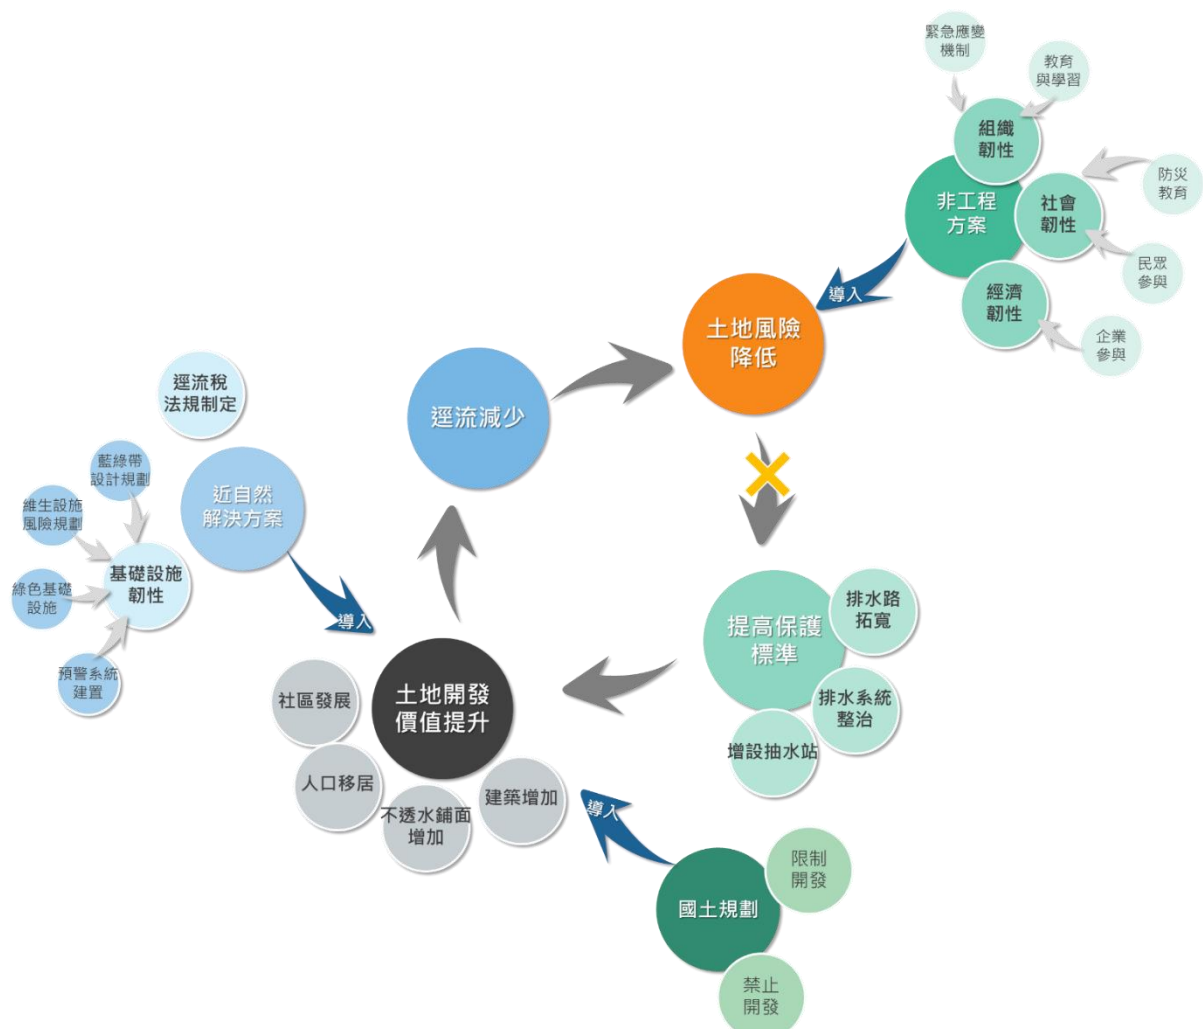 緊急應變
機制
教育
與學習
組織
韌性
防災
教育
非工程
方案
社會
韌性
民眾
參與
經濟
韌性
企業
參與
導入
土地風險
降低
逕流減少
逕流稅
法規制定
藍綠帶
設計規劃
近自然
解決方案
維生設施
風險規劃
基礎設施
韌性
綠色基礎
設施
預警系統
建置
導入
提高保護
標準
排水路
拓寬
排水系統
整治
增設抽水站
土地開發
價值提升
社區發展
人口移居
不透水鋪面
增加
建築增加
導入
國土規劃
限制
開發
禁止
開發